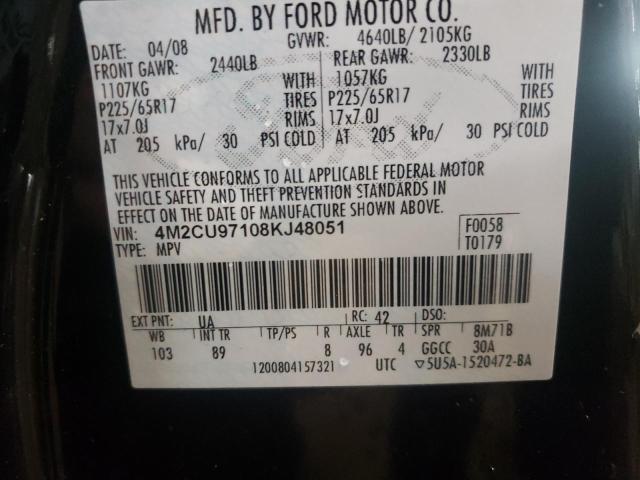 MFD. BY FORD MOTOR CO.
DATE: 04/08 GVWR: 4640LB/ 2105KG
FRONT GAWR: 2440LB REAR GAWR: 2330LB
1107KG WITH 1057KG WITH
P225/65R17 TIRES P225/65R17 TIRES
17x7.0J RIMS 17x7.0J RIMS
AT 205 kPa/ 30 PSI COLD AT 205 kPa/ 30 PSI COLD
THIS VEHICLE CONFORMS TO ALL APPLICABLE FEDERAL MOTOR
VEHICLE SAFETY AND THEFT PREVENTION STANDARDS IN
EFFECT ON THE DATE OF MANUFACTURE SHOWN ABOVE.
VIN: 4M2CU97108KJ48051 F0058
TYPE: MPV T0179
EXT PNT: UA RC: 42 DSO:
WB INT TR TP/PS R AXLE TR SPR 8M71B
103 89 8 96 4 GGCC 30A
1200804157321 UTC ▽5U5A-1520472-BA